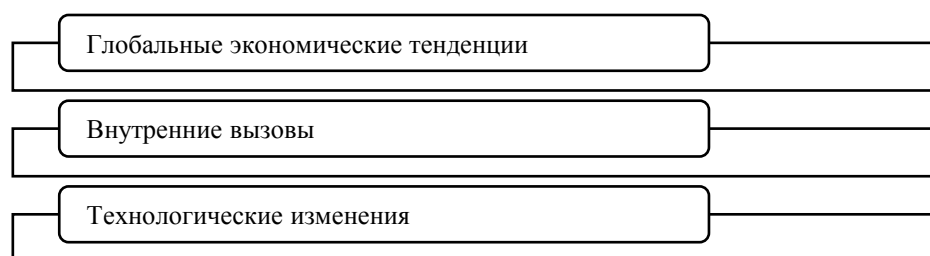 Глобальные экономические тенденции
Внутренние вызовы
Технологические изменения